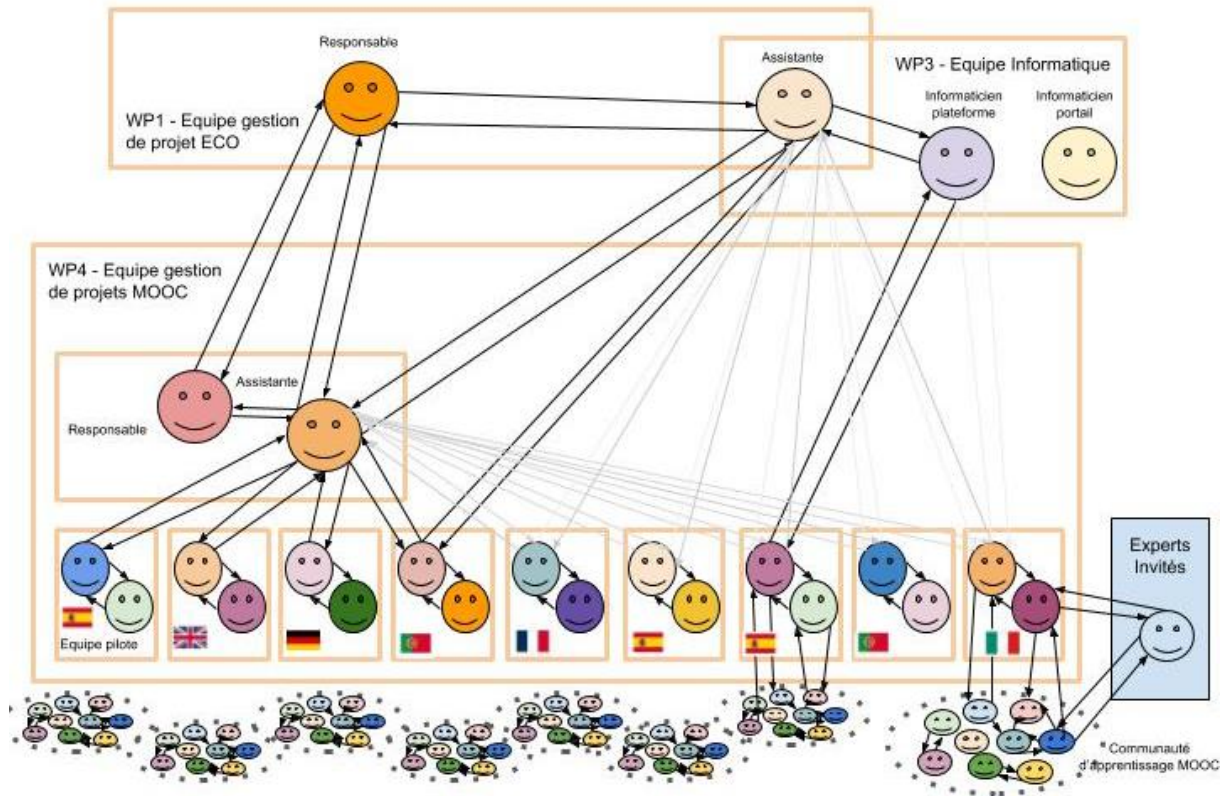 Responsable
Assistante
WP3 - Equipe Informatique
Informaticien
plateforme
Informaticien
portail
WP1 - Equipe gestion
de projet ECO
WP4 - Equipe gestion
de projets MOOC
Assistante
Responsable
Equipe pilote
Experts
Invités
Communauté
d'apprentissage MOOC